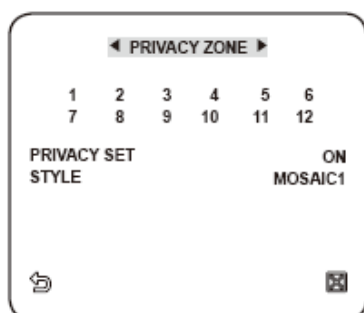 ◀ PRIVACY ZONE ▶
1 2 3 4 5 6
7 8 9 10 11 12
PRIVACY SET ON
STYLE MOSAIC1